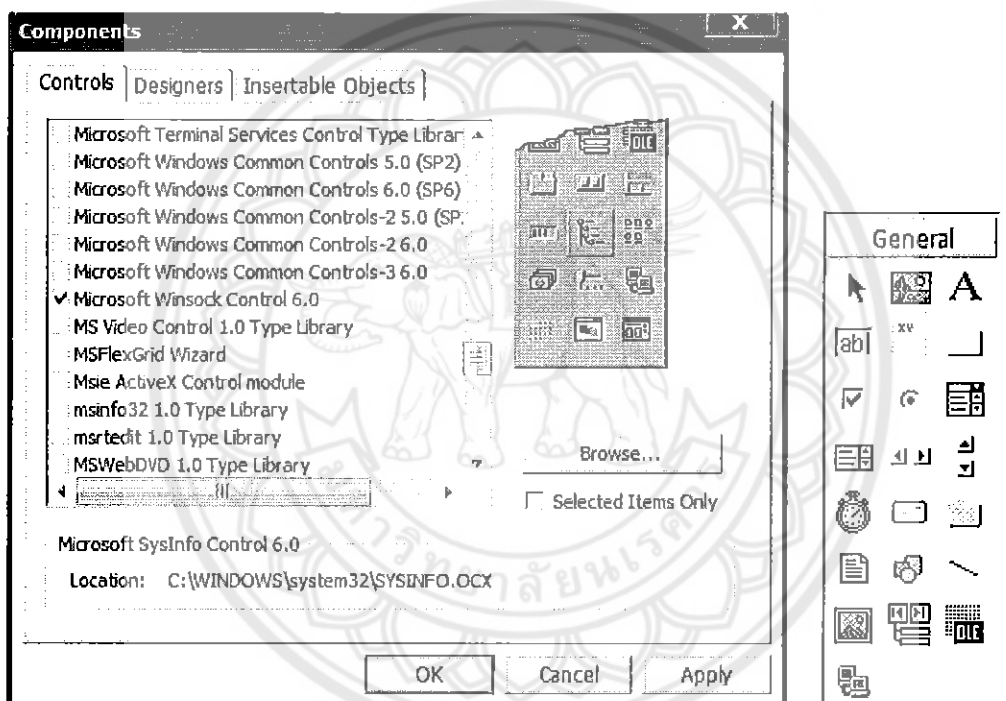 Components
X
Controls Designers Insertable Objects
Microsoft Terminal Services Control Type Librar
Microsoft Windows Common Controls 5.0 (SP2)
Microsoft Windows Common Controls 6.0 (SP6)
Microsoft Windows Common Controls-2 5.0 (SP.
Microsoft Windows Common Controls-2 6.0
Microsoft Windows Common Controls-3 6.0
Microsoft Winsock Control 6.0
MS Video Control 1.0 Type Library
MSFlexGrid Wizard
Msie ActiveX Control module
msinfo32 1.0 Type Library
msrtedit 1.0 Type Library
MSWebDVD 1.0 Type Library
OLE
Browse...
Selected Items Only
Microsoft SysInfo Control 6.0
Location: C:\WINDOWS\system32\SYSINFO.OCX
OK Cancel Apply
General
A
ab
xv
OLE